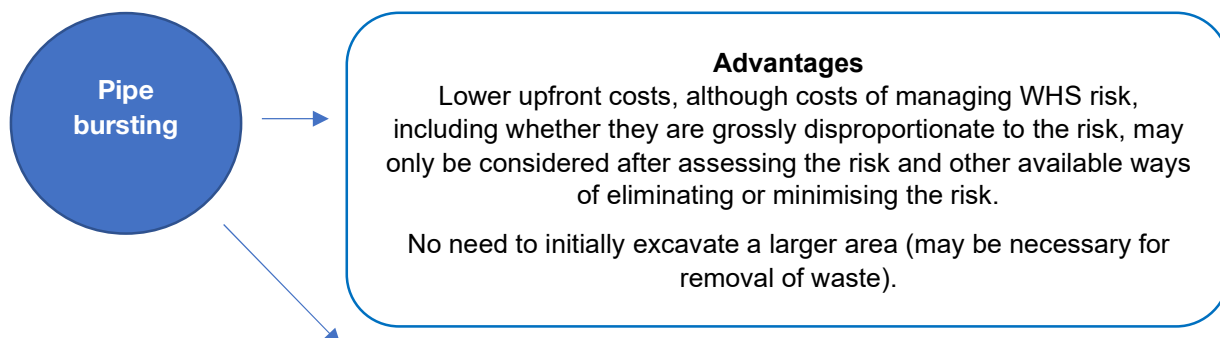 Pipe
bursting
Advantages
Lower upfront costs, although costs of managing WHS risk,
including whether they are grossly disproportionate to the risk, may
only be considered after assessing the risk and other available ways
of eliminating or minimising the risk.
No need to initially excavate a larger area (may be necessary for
removal of waste).